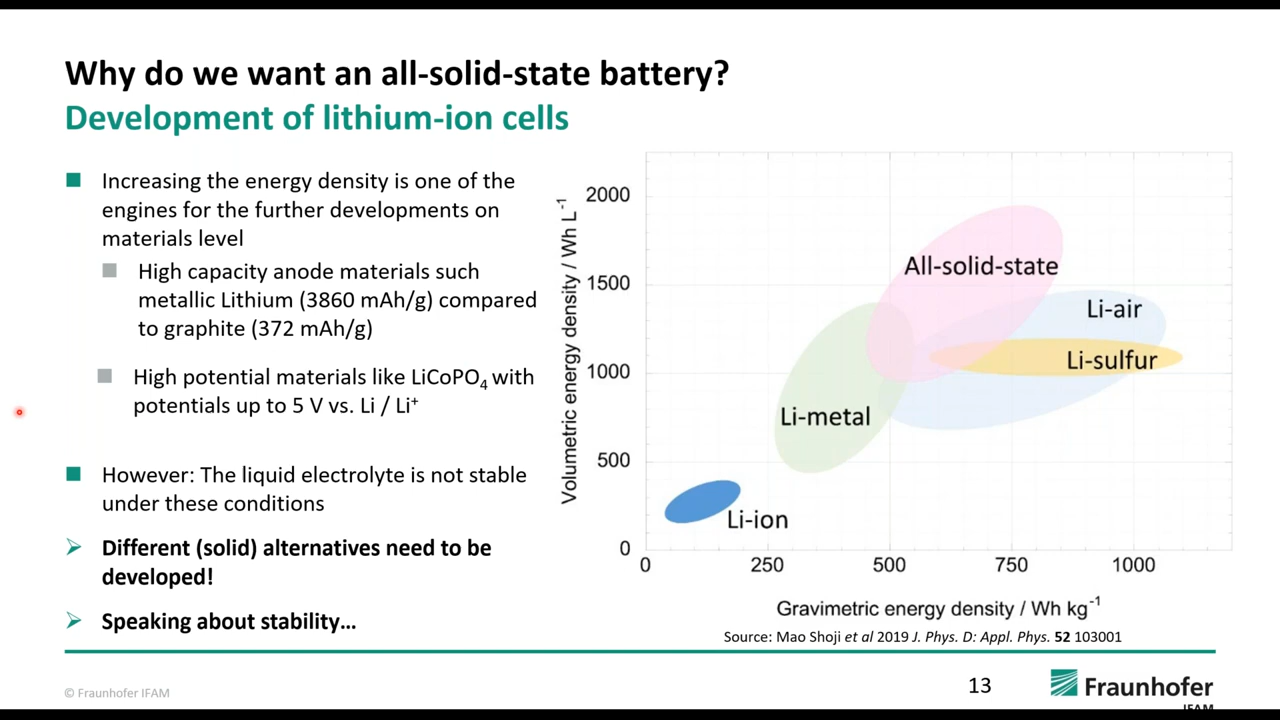 Why do we want an all-solid-state battery?
Development of lithium-ion cells
Increasing the energy density is one of the
engines for the further developments on
materials level
High capacity anode materials such
metallic Lithium (3860 mAh/g) compared
to graphite (372 mAh/g)
High potential materials like LiCoPO₄ with
potentials up to 5 V vs. Li / Li⁺
However: The liquid electrolyte is not stable
under these conditions
Different (solid) alternatives need to be
developed!
Speaking about stability…
Volumetric energy density / Wh L⁻¹
2000
1500
1000
500
0
All-solid-state
Li-air
Li-sulfur
Li-metal
Li-ion
0 250 500 750 1000
Gravimetric energy density / Wh kg⁻¹
Source: Mao Shoji et al 2019 J. Phys. D: Appl. Phys. 52 103001
© Fraunhofer IFAM
13
Fraunhofer
IFAM